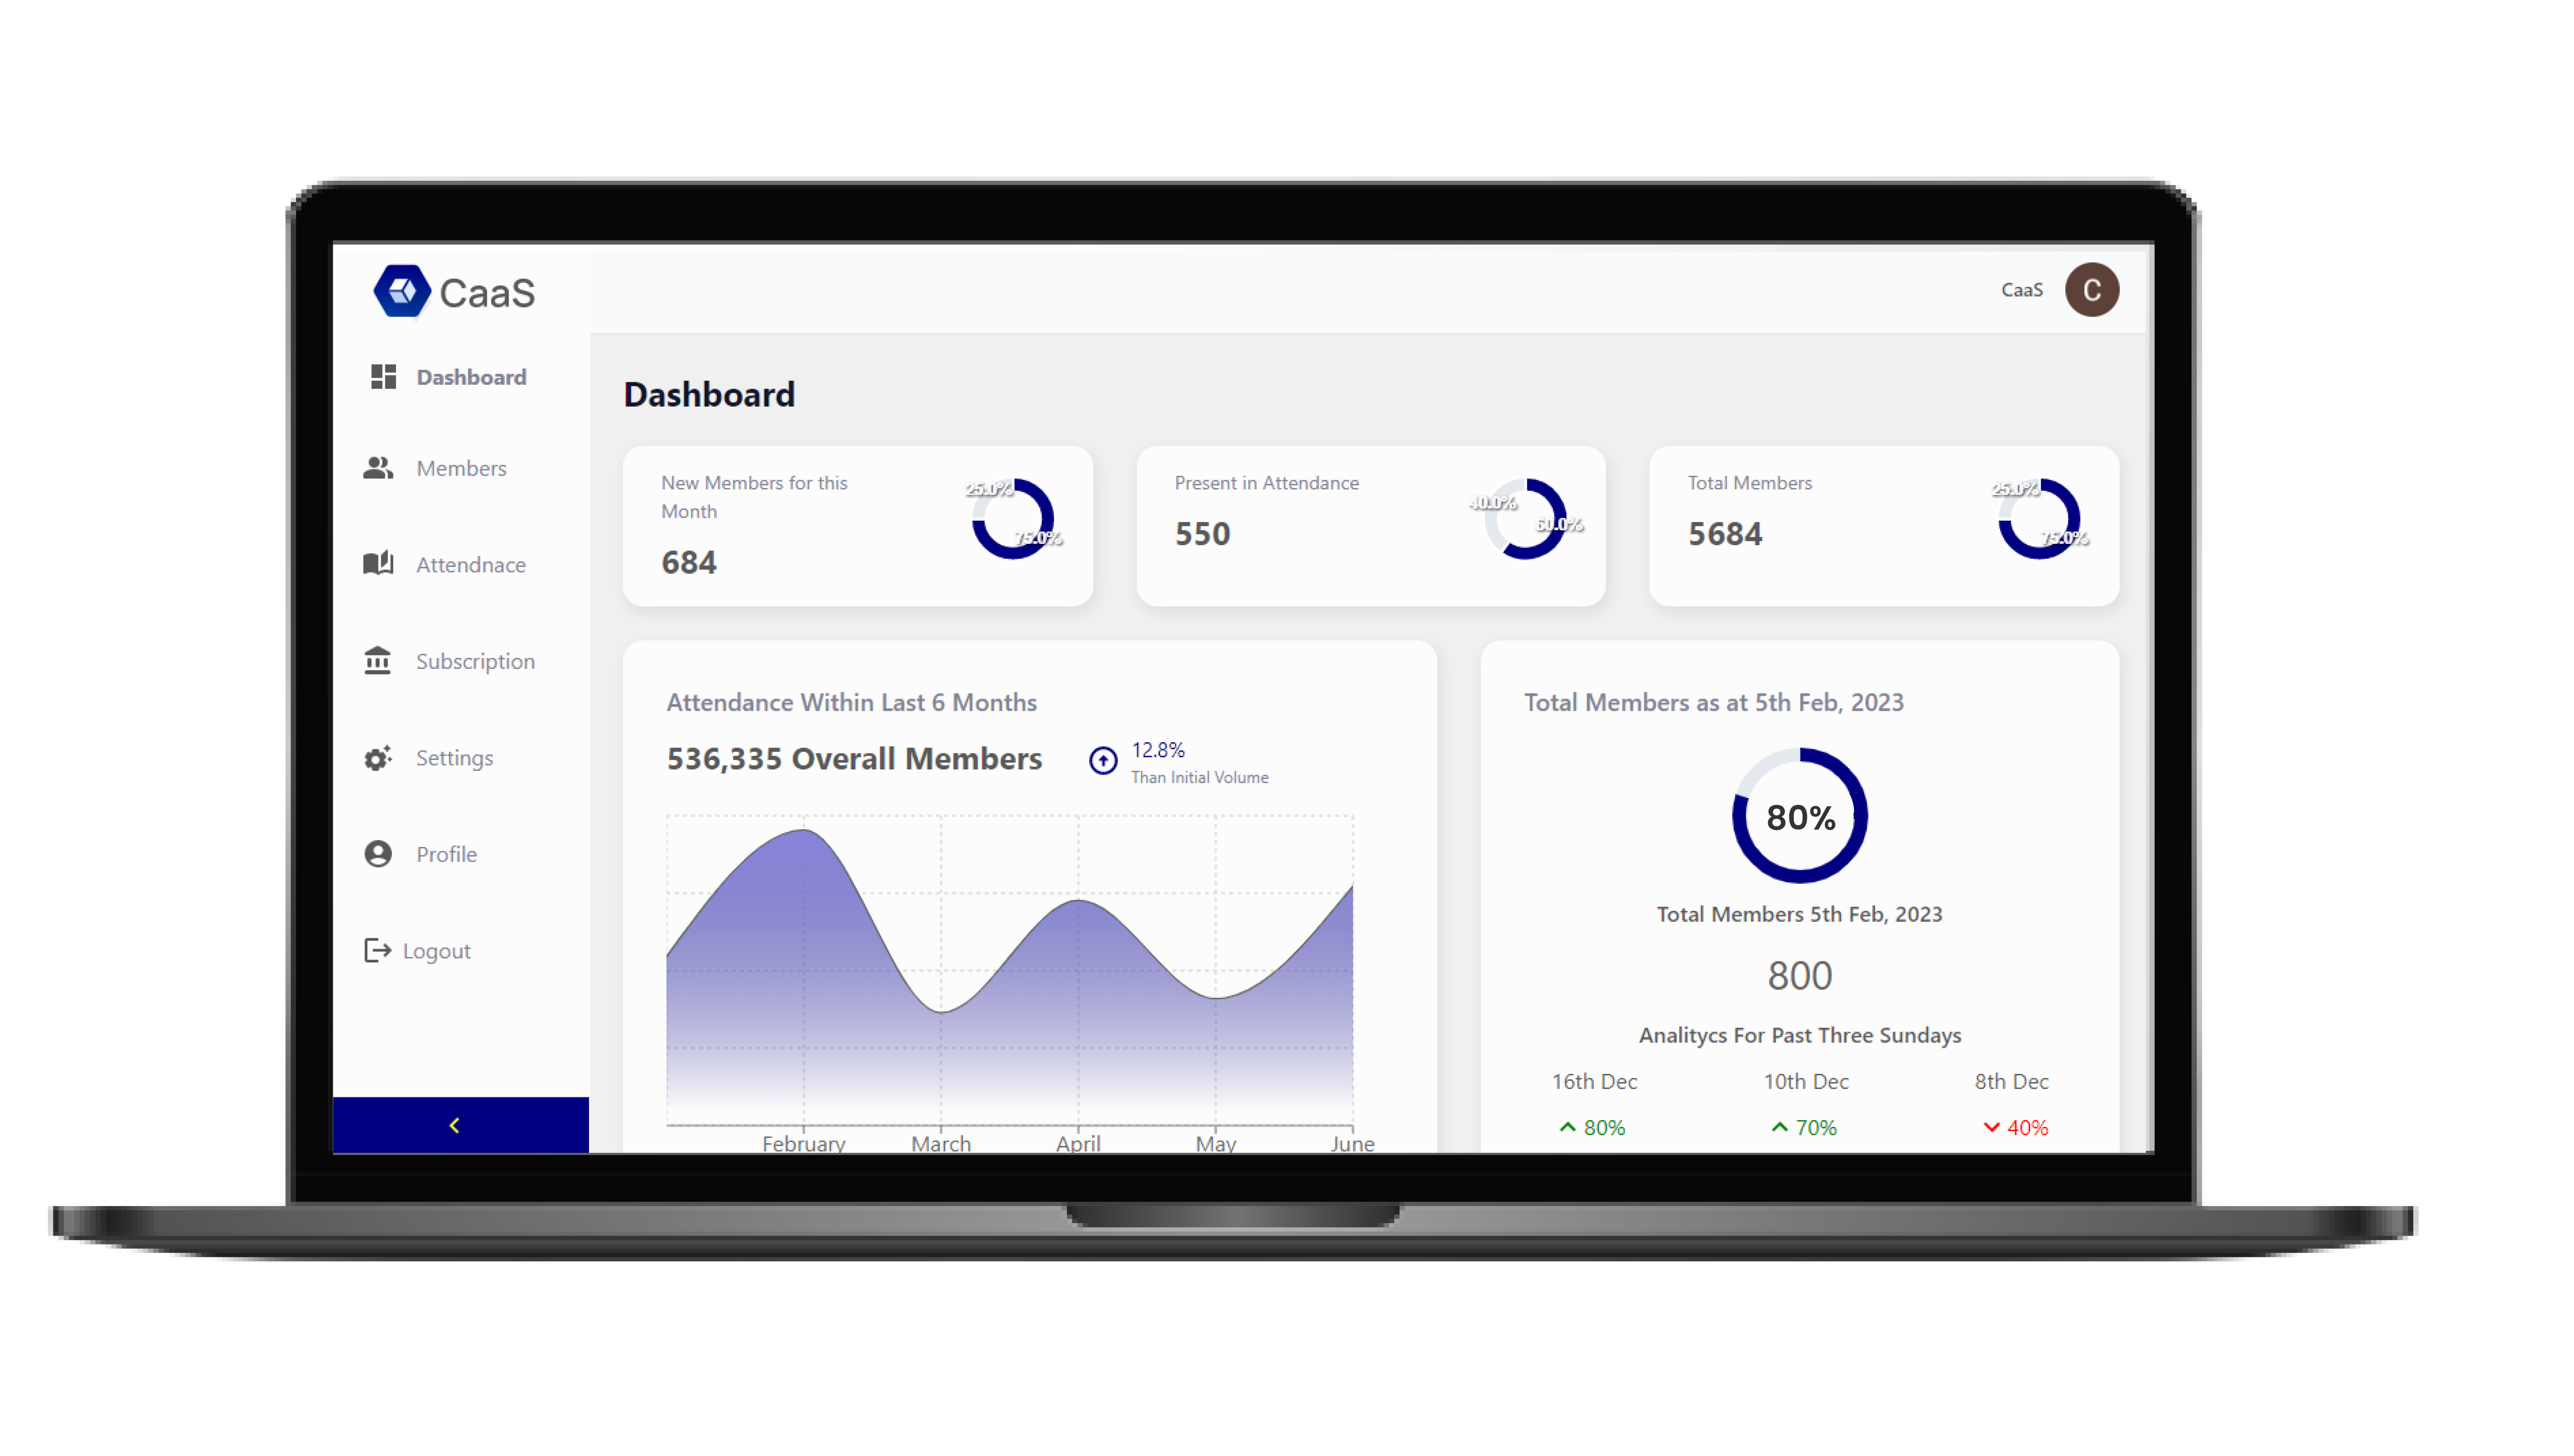 CaaS
CaaS
C
Dashboard
Members
Attendnace
Subscription
Settings
Profile
Logout
Dashboard
New Members for this
Month
684
25.0%
75.0%
Present in Attendance
550
40.0%
60.0%
Total Members
5684
25.0%
75.0%
Attendance Within Last 6 Months
536,335 Overall Members
12.8%
Than Initial Volume
February March April May June
Total Members as at 5th Feb, 2023
80%
Total Members 5th Feb, 2023
800
Analitycs For Past Three Sundays
16th Dec 10th Dec 8th Dec
80% 70% 40%